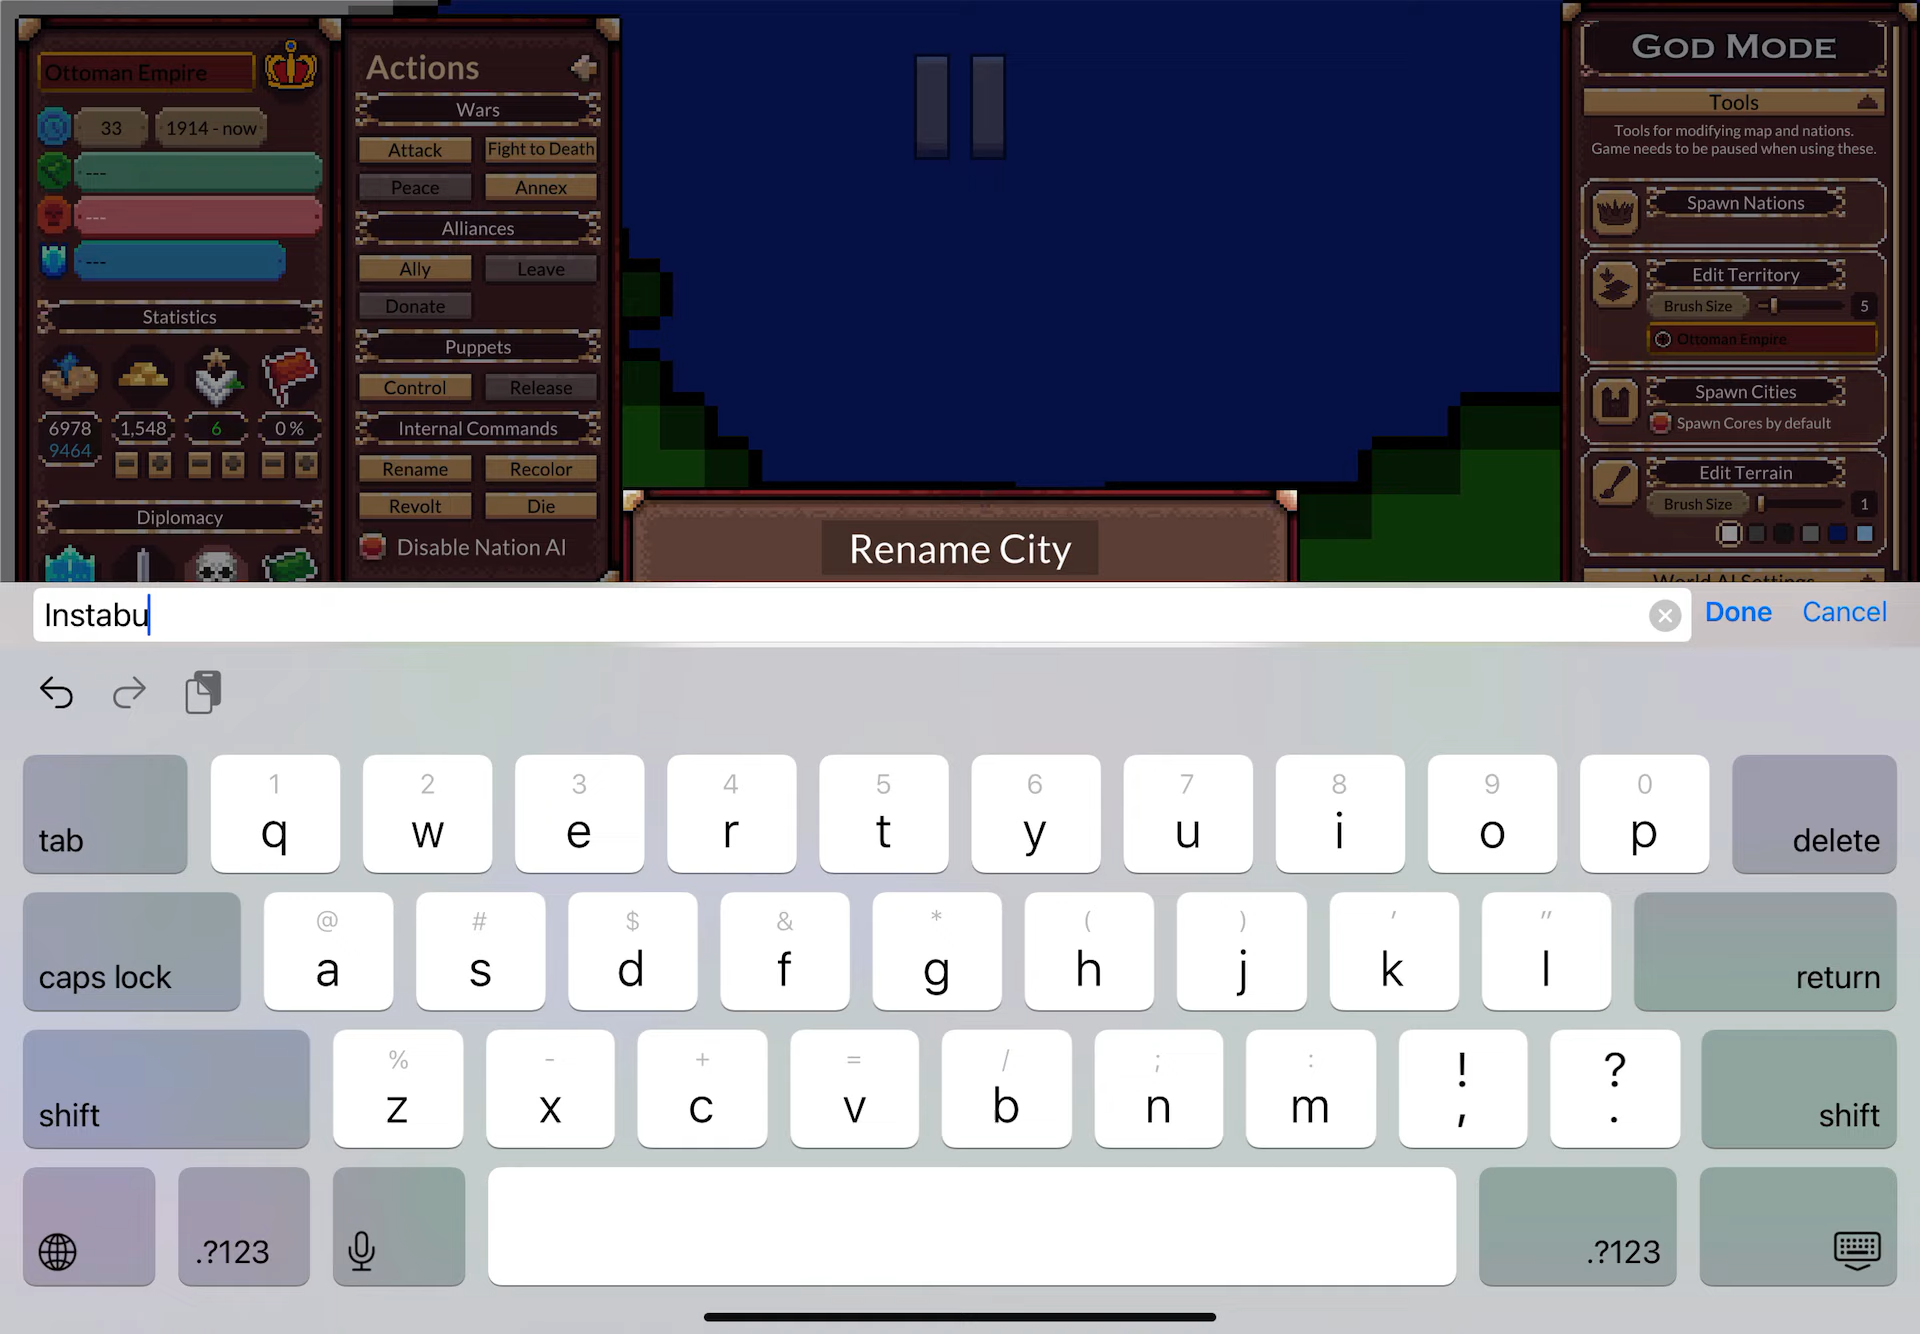 Ottoman Empire
33
1914 - now
---
---
---
Statistics
6978
9464
1,548
6
0%
Diplomacy
Actions
Wars
Attack
Fight to Death
Peace
Annex
Alliances
Ally
Leave
Donate
Puppets
Control
Release
Internal Commands
Rename
Recolor
Revolt
Die
Disable Nation AI
Rename City
GOD MODE
Tools
Tools for modifying map and nations.
Game needs to be paused when using these.
Spawn Nations
Edit Territory
Brush Size
5
Ottoman Empire
Spawn Cities
Spawn Cores by default
Edit Terrain
Brush Size
1
World AI Settings
Instabu
Done
Cancel
tab
1 2 3 4 5 6 7 8 9 0
q w e r t y u i o p
delete
caps lock
@ # $ & * ( ) ' "
a s d f g h j k l
return
shift
% - + = / ; : ! ?
z x c v b n m , .
shift
.?123
.?123